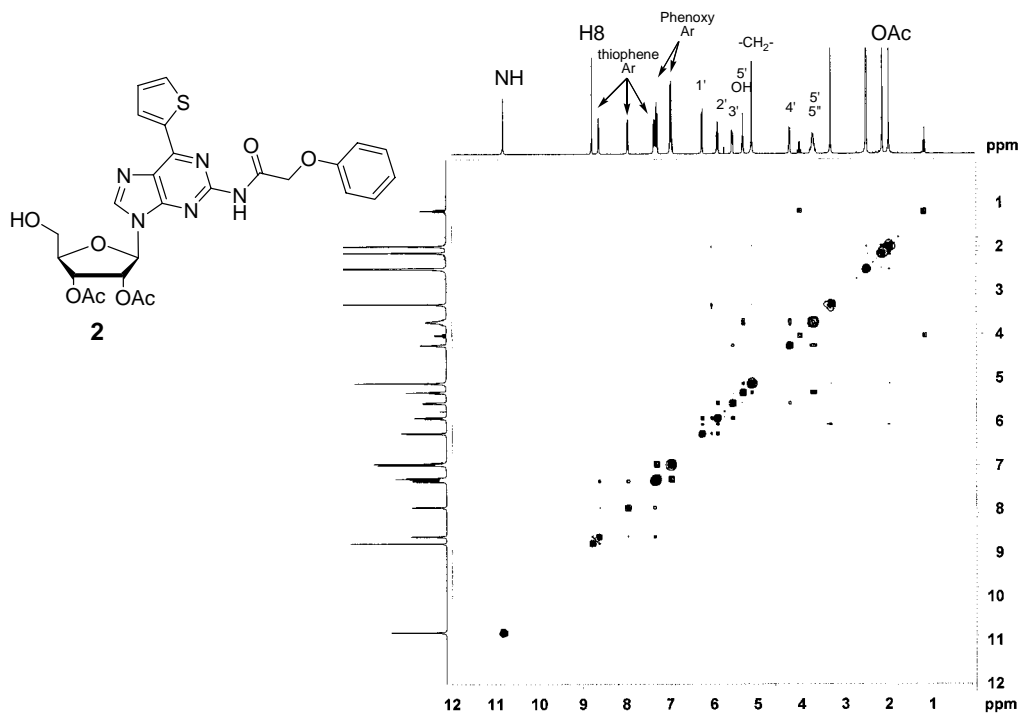 Phenoxy
Ar
H8
OAc
-CH₂-
thiophene
Ar
5'
OH
NH
1'
2'
3'
4'
5'
5"
ppm
S
O
O
N
N
N
N
N
H
HO
O
OAc
OAc
2
1
2
3
4
5
6
7
8
9
10
11
12
12 11 10 9 8 7 6 5 4 3 2 1 ppm